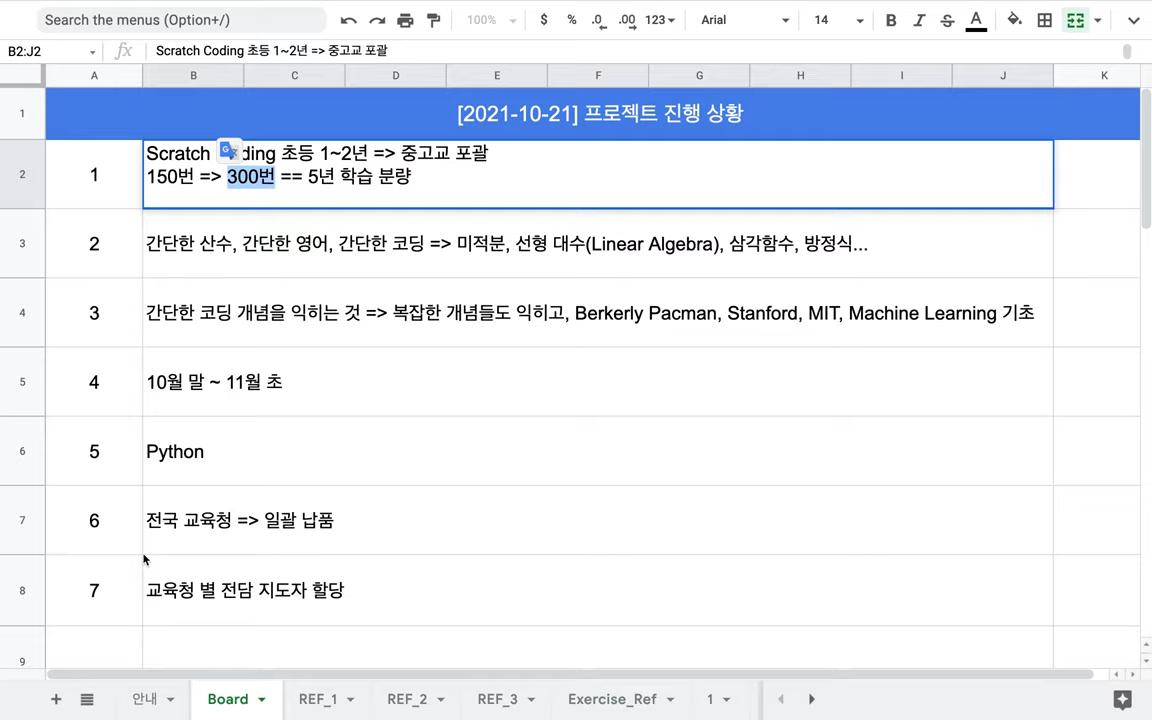 Search the menus (Option+/)
100%
$ % .0 .00 123
Arial
14
B I S A
B2:J2
fx
Scratch Coding 초등 1~2년 => 중고교 포괄
A B C D E F G H I J K
1 [2021-10-21] 프로젝트 진행 상황
2 1 Scratch ding 초등 1~2년 => 중고교 포괄
150번 => 300번 == 5년 학습 분량
3 2 간단한 산수, 간단한 영어, 간단한 코딩 => 미적분, 선형 대수(Linear Algebra), 삼각함수, 방정식...
4 3 간단한 코딩 개념을 익히는 것 => 복잡한 개념들도 익히고, Berkerly Pacman, Stanford, MIT, Machine Learning 기초
5 4 10월 말 ~ 11월 초
6 5 Python
7 6 전국 교육청 => 일괄 납품
8 7 교육청 별 전담 지도자 할당
9
안내 Board REF_1 REF_2 REF_3 Exercise_Ref 1